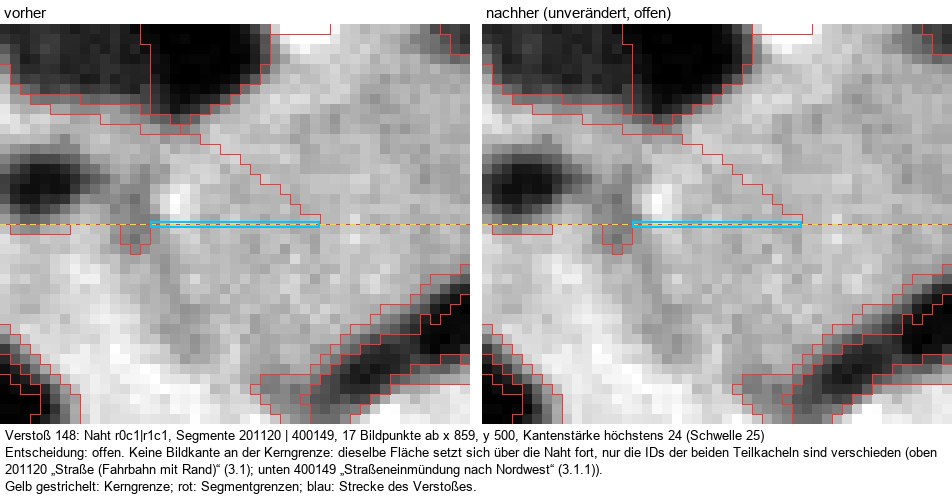 vorher
nachher (unverändert, offen)
Verstoß 148: Naht r0c1|r1c1, Segmente 201120 | 400149, 17 Bildpunkte ab x 859, y 500, Kantenstärke höchstens 24 (Schwelle 25)
Entscheidung: offen. Keine Bildkante an der Kerngrenze: dieselbe Fläche setzt sich über die Naht fort, nur die IDs der beiden Teilkacheln sind verschieden (oben
201120 „Straße (Fahrbahn mit Rand)“ (3.1); unten 400149 „Straßeneinmündung nach Nordwest“ (3.1.1)).
Gelb gestrichelt: Kerngrenze; rot: Segmentgrenzen; blau: Strecke des Verstoßes.